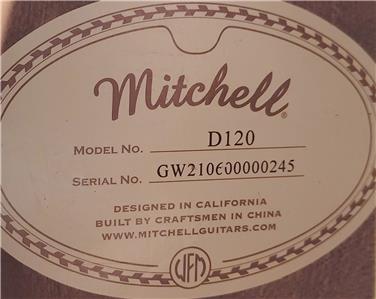 Mitchell®
MODEL NO. D120
SERIAL NO. GW210600000245
DESIGNED IN CALIFORNIA
BUILT BY CRAFTSMEN IN CHINA
WWW.MITCHELLGUITARS.COM